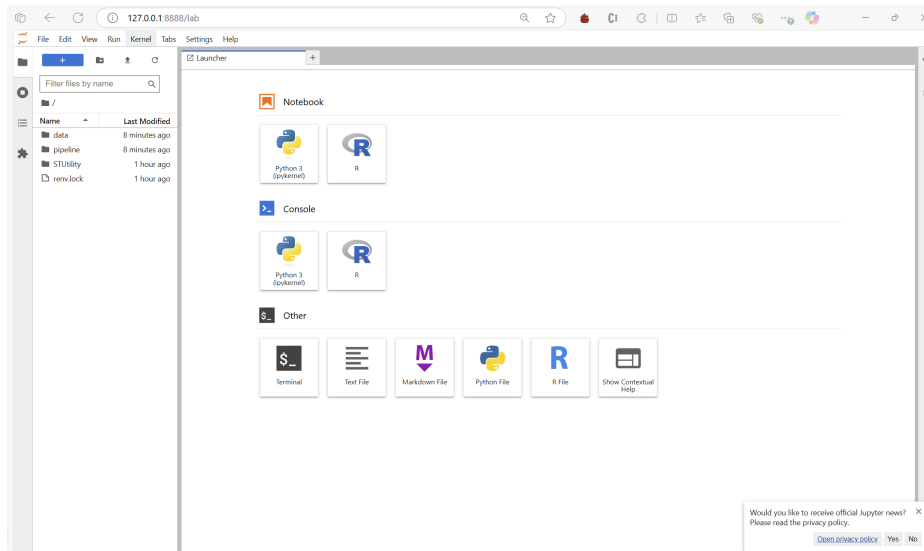 127.0.0.1:8888/lab
File Edit View Run Kernel Tabs Settings Help
Launcher
Filter files by name
/
Name Last Modified
data 8 minutes ago
pipeline 8 minutes ago
STUtility 1 hour ago
renv.lock 1 hour ago
Notebook
Python 3
(ipykernel)
R
Console
Python 3
(ipykernel)
R
$_ Other
$_
Terminal
Text File
M
Markdown File
Python File
R
R File
Show Contextual
Help
Would you like to receive official Jupyter news?
Please read the privacy policy.
Open privacy policy Yes No